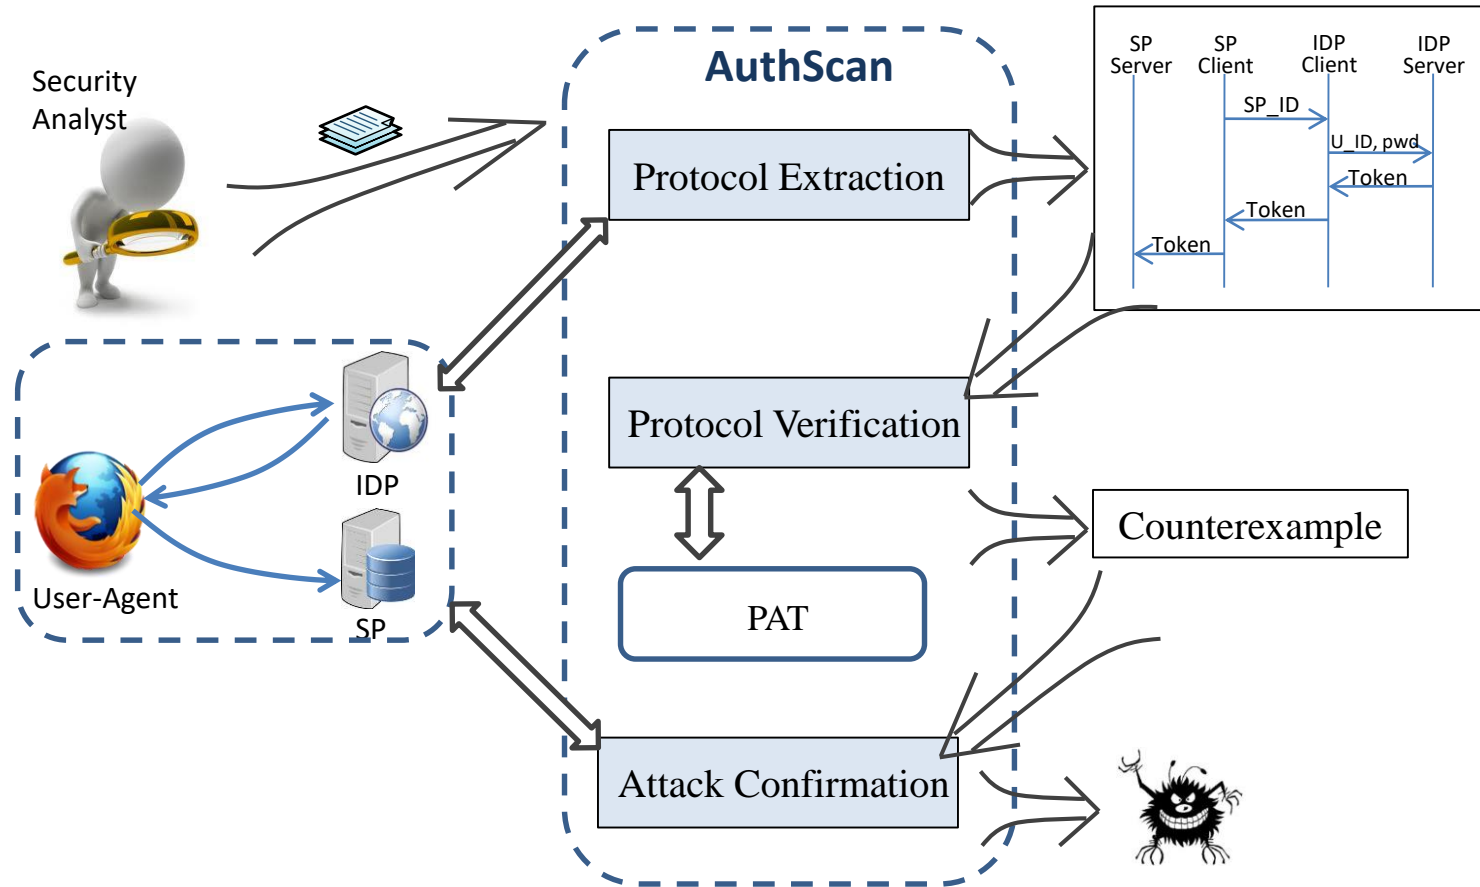 AuthScan
Security
Analyst
Protocol Extraction
SP
Server
SP
Client
IDP
Client
IDP
Server
SP_ID
U_ID, pwd
Token
Token
Token
Protocol Verification
IDP
User-Agent
SP
PAT
Counterexample
Attack Confirmation